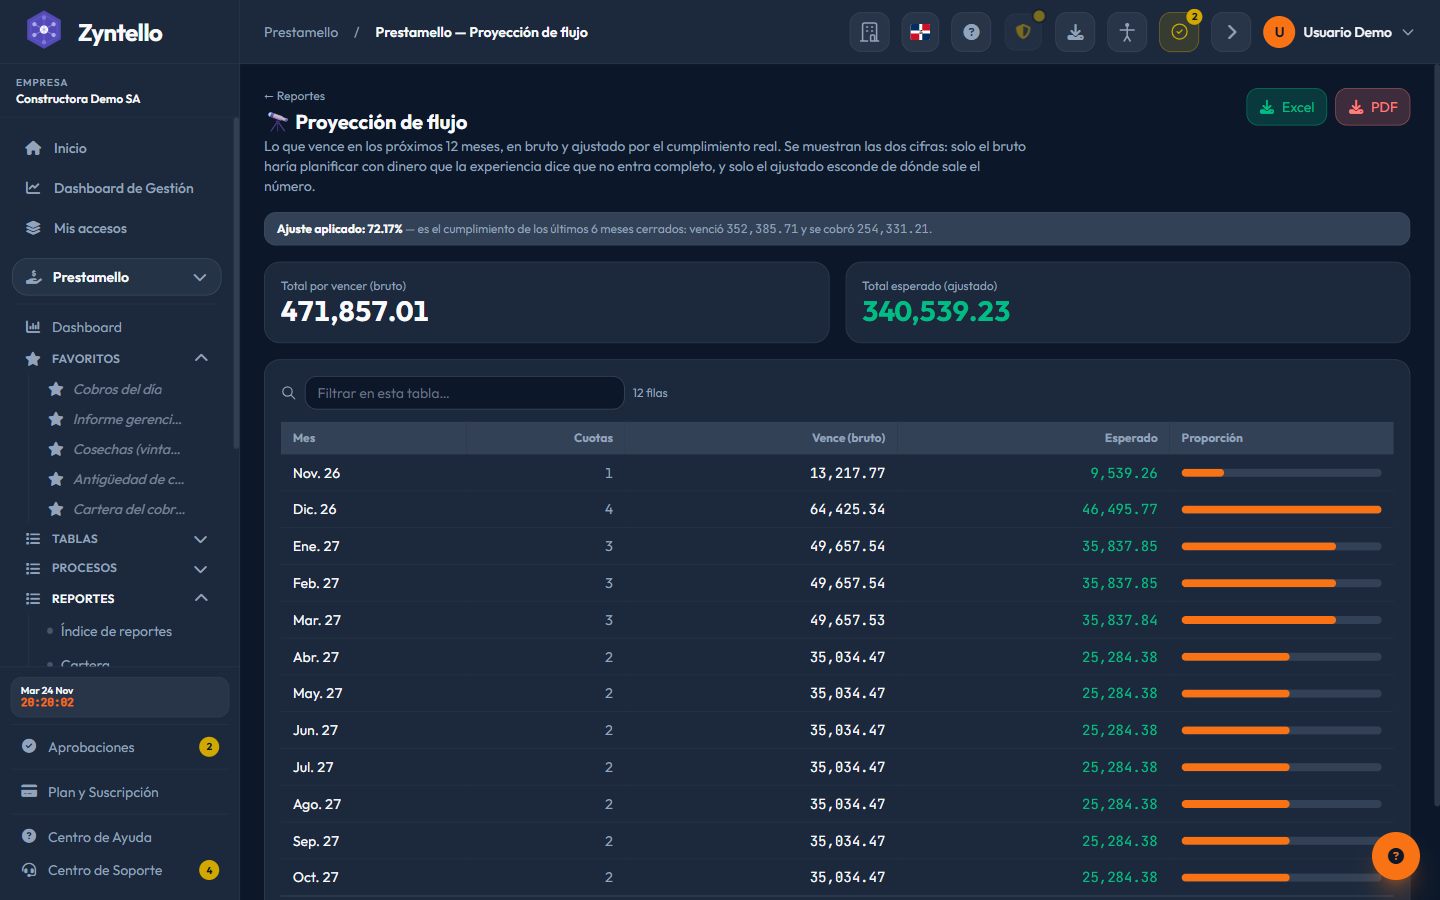 Zyntello
EMPRESA
Constructora Demo SA
Inicio
Dashboard de Gestión
Mis accesos
Prestamello
Dashboard
FAVORITOS
Cobros del día
Informe gerenci...
Cosechas (vinta...
Antigüedad de c...
Cartera del cobr...
TABLAS
PROCESOS
REPORTES
Índice de reportes
Cartera
Mar 24 Nov
20:20:02
Aprobaciones 2
Plan y Suscripción
Centro de Ayuda
Centro de Soporte 4
Prestamello / Prestamello — Proyección de flujo
2
U Usuario Demo
← Reportes
Proyección de flujo
Lo que vence en los próximos 12 meses, en bruto y ajustado por el cumplimiento real. Se muestran las dos cifras: solo el bruto
haría planificar con dinero que la experiencia dice que no entra completo, y solo el ajustado esconde de dónde sale el
número.
Excel
PDF
Ajuste aplicado: 72.17% — es el cumplimiento de los últimos 6 meses cerrados: venció 352,385.71 y se cobró 254,331.21.
Total por vencer (bruto)
471,857.01
Total esperado (ajustado)
340,539.23
Filtrar en esta tabla... 12 filas
Mes Cuotas Vence (bruto) Esperado Proporción
Nov. 26 1 13,217.77 9,539.26
Dic. 26 4 64,425.34 46,495.77
Ene. 27 3 49,657.54 35,837.85
Feb. 27 3 49,657.54 35,837.85
Mar. 27 3 49,657.53 35,837.84
Abr. 27 2 35,034.47 25,284.38
May. 27 2 35,034.47 25,284.38
Jun. 27 2 35,034.47 25,284.38
Jul. 27 2 35,034.47 25,284.38
Ago. 27 2 35,034.47 25,284.38
Sep. 27 2 35,034.47 25,284.38
Oct. 27 2 35,034.47 25,284.38